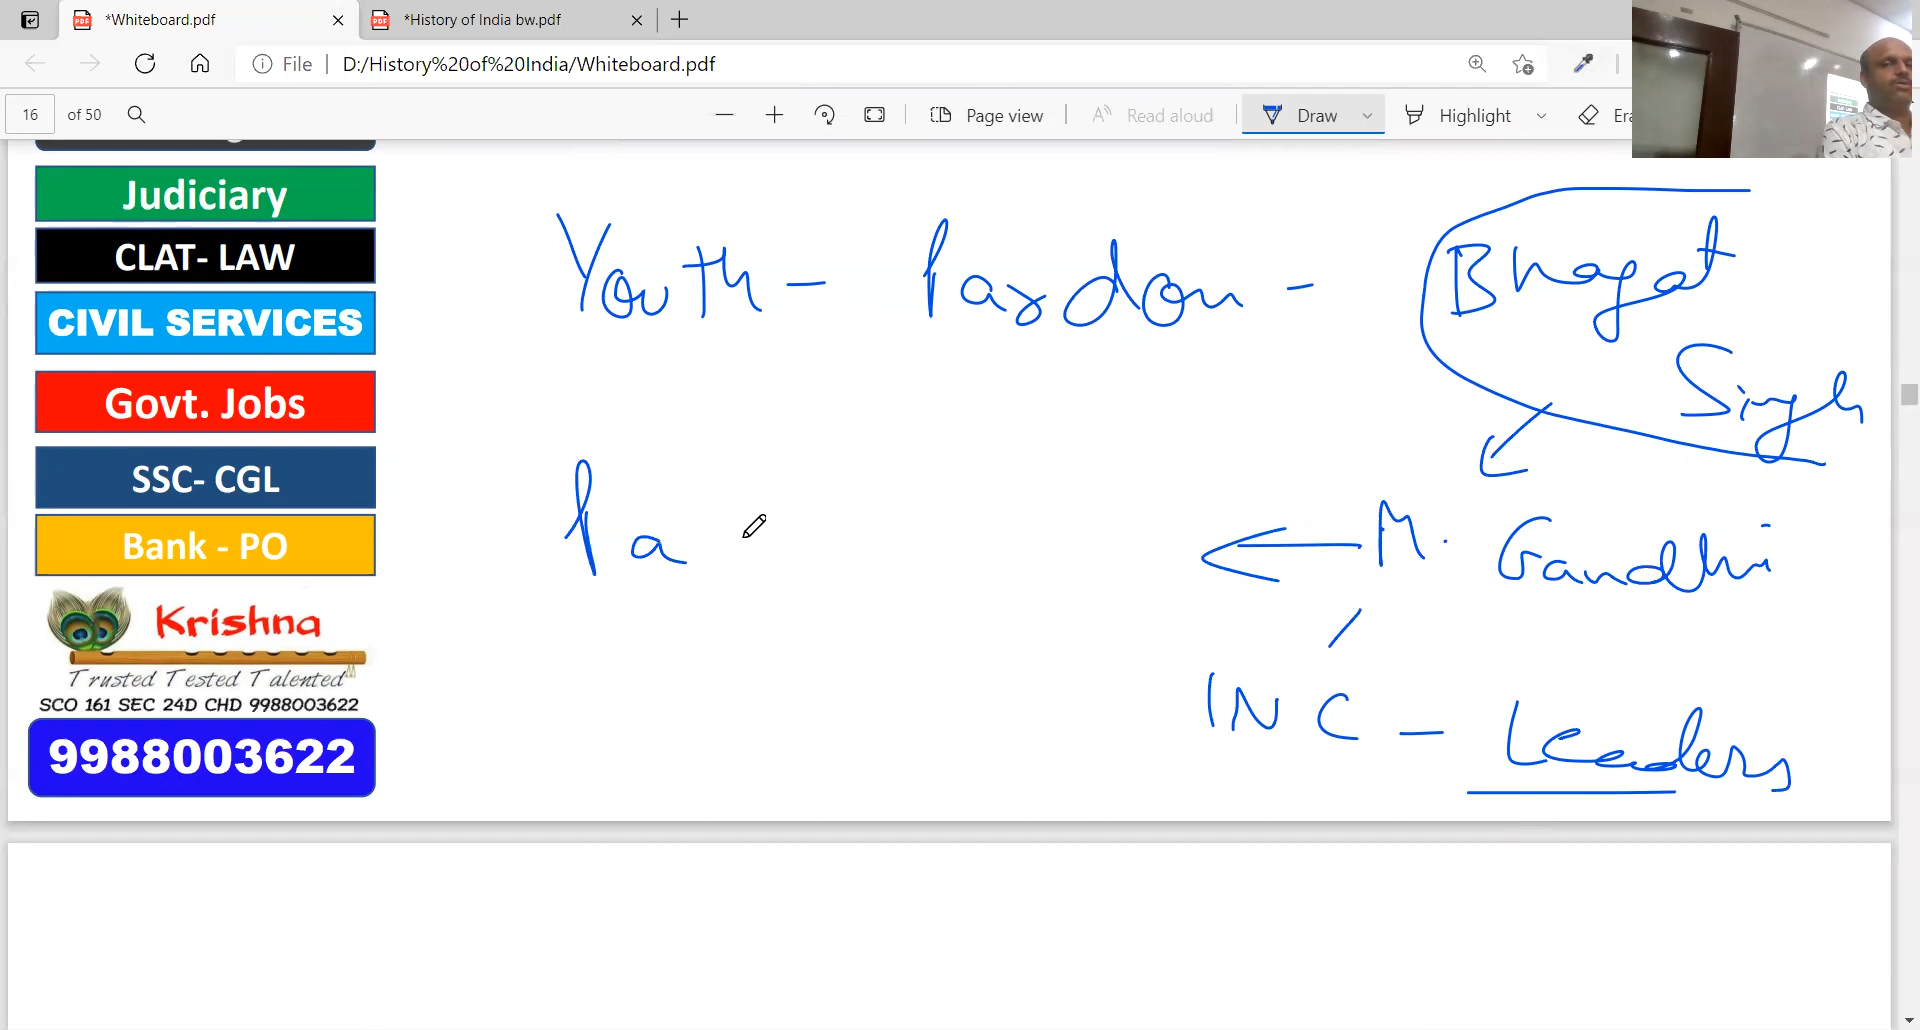 *Whiteboard.pdf *History of India bw.pdf
File D:/History%20of%20India/Whiteboard.pdf
16 of 50 Page view Read aloud Draw Highlight Era
Judiciary
CLAT- LAW
CIVIL SERVICES
Govt. Jobs
SSC- CGL
Bank - PO
Krishna
Trusted Tested Talented
SCO 161 SEC 24D CHD 9988003622
9988003622
Youth - Pardon - Bhagat
Singh
Pa M. Gandhi
INC - Leaders